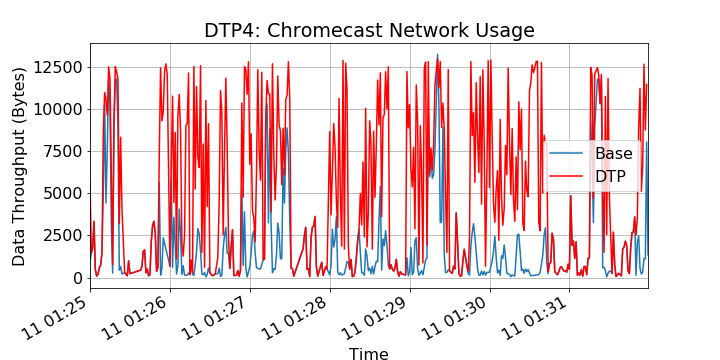 DTP4: Chromecast Network Usage
Data Throughput (Bytes)
12500
10000
7500
5000
2500
0
Base
DTP
11 01:25
11 01:26
11 01:27
11 01:28
11 01:29
11 01:30
11 01:31
Time